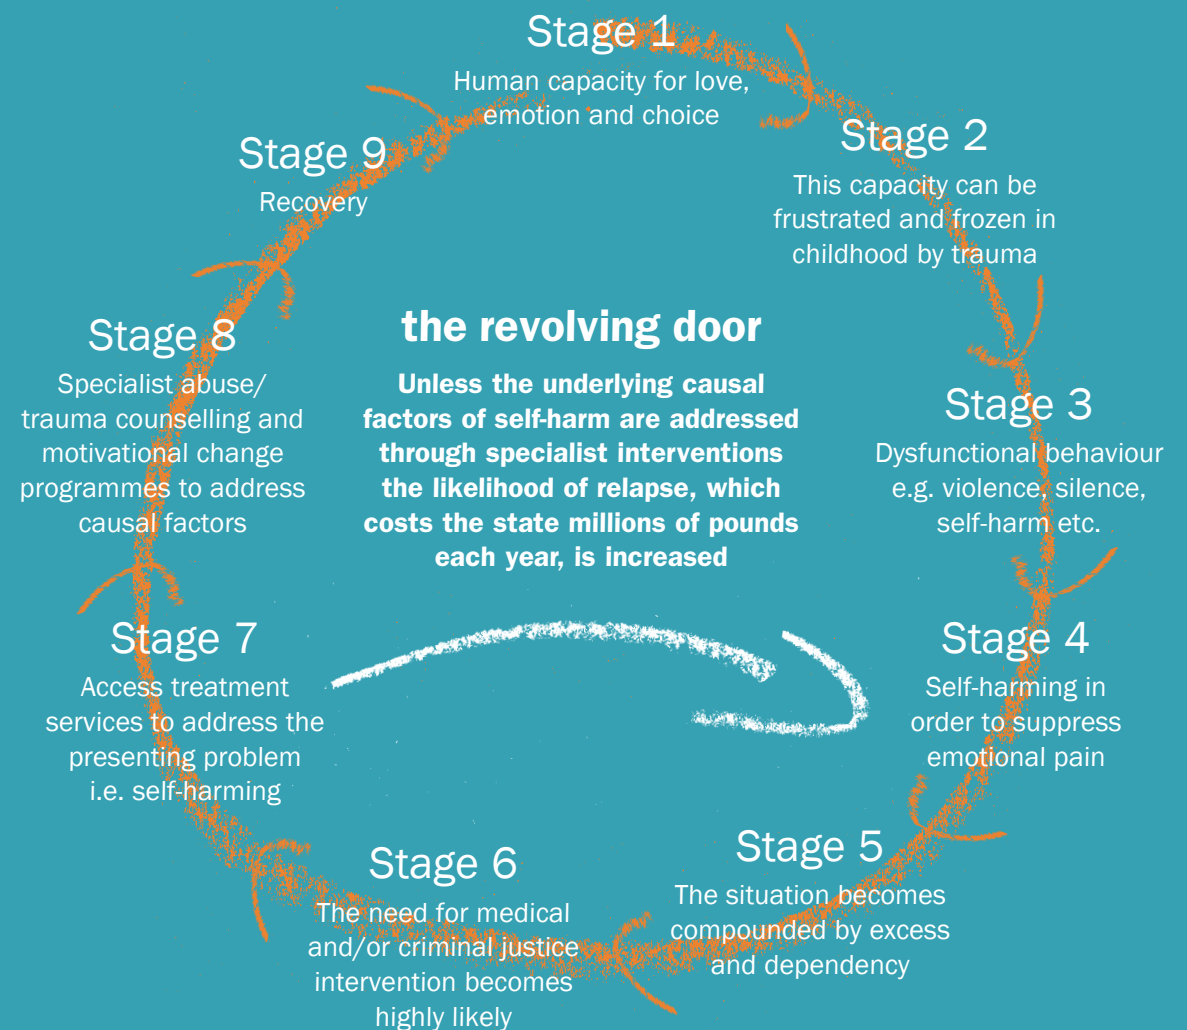 Stage 1
Human capacity for love,
emotion and choice
Stage 2
This capacity can be
frustrated and frozen in
childhood by trauma
Stage 3
Dysfunctional behaviour
e.g. violence, silence,
self-harm etc.
Stage 4
Self-harming in
order to suppress
emotional pain
Stage 5
The situation becomes
compounded by excess
and dependency
Stage 6
The need for medical
and/or criminal justice
intervention becomes
highly likely
Stage 7
Access treatment
services to address the
presenting problem
i.e. self-harming
Stage 8
Specialist abuse/
trauma counselling and
motivational change
programmes to address
causal factors
Stage 9
Recovery
the revolving door
Unless the underlying causal
factors of self-harm are addressed
through specialist interventions
the likelihood of relapse, which
costs the state millions of pounds
each year, is increased